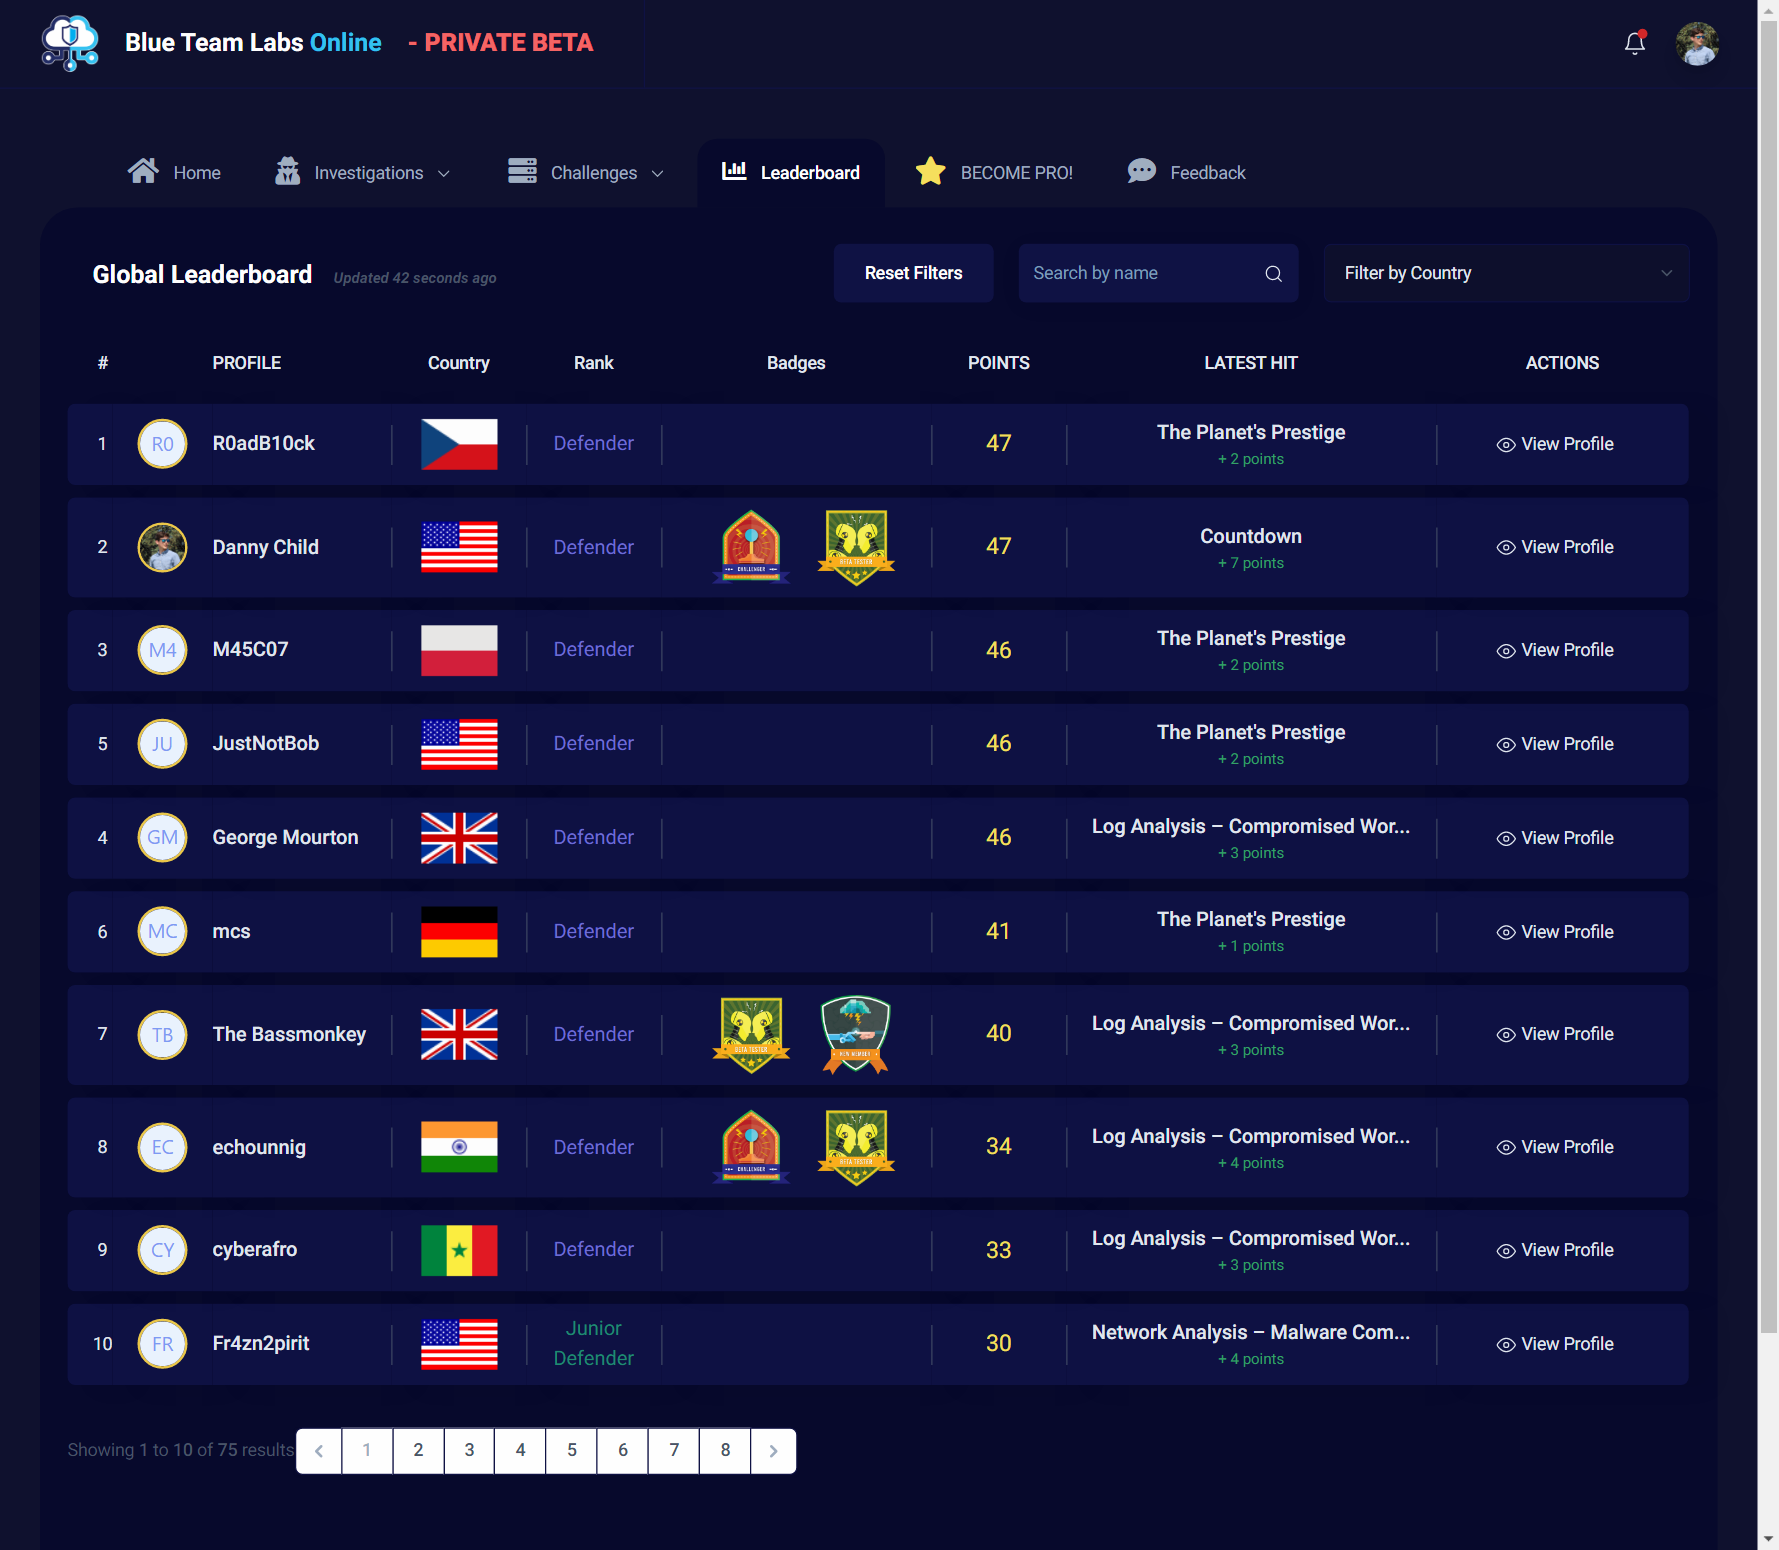 Blue Team Labs Online - PRIVATE BETA
Home Investigations Challenges Leaderboard BECOME PRO! Feedback
Global Leaderboard Updated 42 seconds ago Reset Filters Search by name Filter by Country
# PROFILE Country Rank Badges POINTS LATEST HIT ACTIONS
1 R0 R0adB10ck Defender 47 The Planet's Prestige View Profile
+ 2 points
2 Danny Child Defender CHALLENGER BETA TESTER 47 Countdown View Profile
+ 7 points
3 M4 M45C07 Defender 46 The Planet's Prestige View Profile
+ 2 points
5 JU JustNotBob Defender 46 The Planet's Prestige View Profile
+ 2 points
4 GM George Mourton Defender 46 Log Analysis – Compromised Wor... View Profile
+ 3 points
6 MC mcs Defender 41 The Planet's Prestige View Profile
+ 1 points
7 TB The Bassmonkey Defender BETA TESTER NEW MEMBER 40 Log Analysis – Compromised Wor... View Profile
+ 3 points
8 EC echounnig Defender CHALLENGER BETA TESTER 34 Log Analysis – Compromised Wor... View Profile
+ 4 points
9 CY cyberafro Defender 33 Log Analysis – Compromised Wor... View Profile
+ 3 points
10 FR Fr4zn2pirit Junior Defender 30 Network Analysis – Malware Com... View Profile
+ 4 points
Showing 1 to 10 of 75 results 1 2 3 4 5 6 7 8